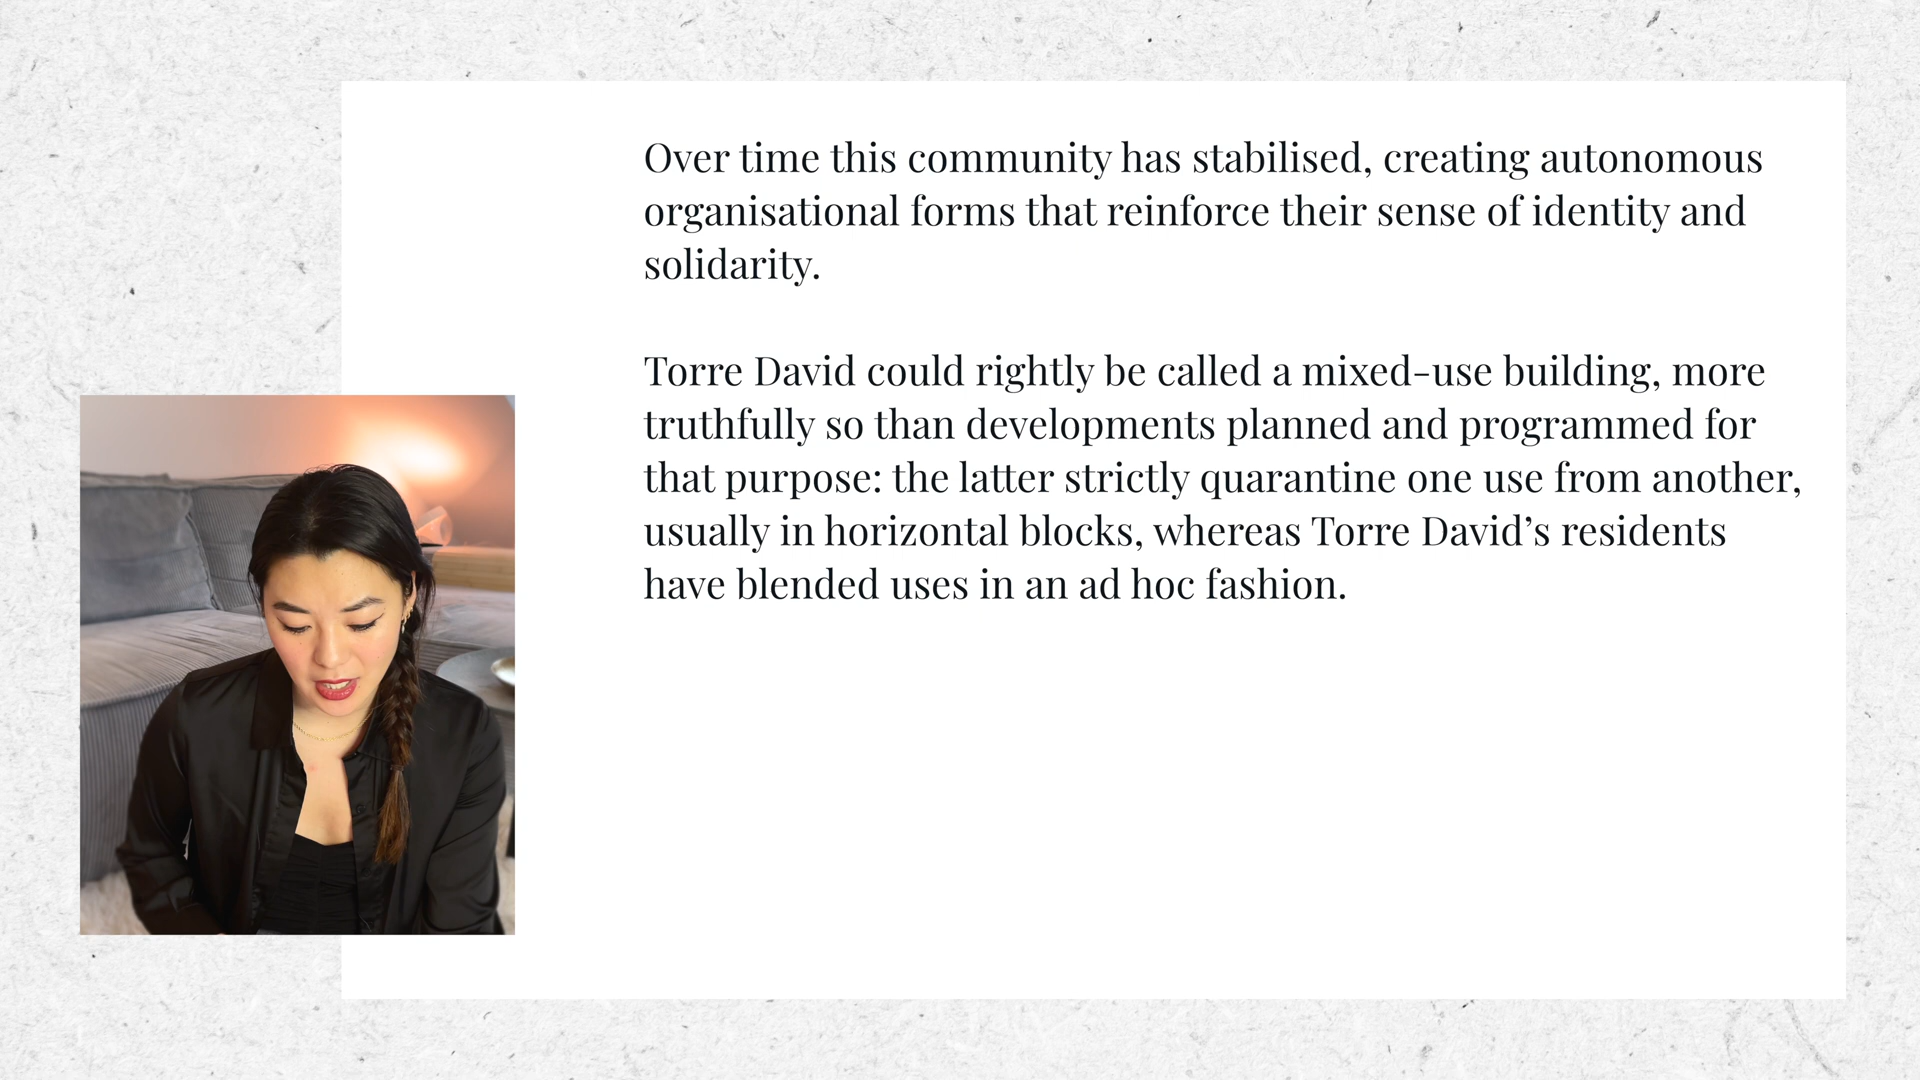 Over time this community has stabilised, creating autonomous
organisational forms that reinforce their sense of identity and
solidarity.
Torre David could rightly be called a mixed-use building, more
truthfully so than developments planned and programmed for
that purpose: the latter strictly quarantine one use from another,
usually in horizontal blocks, whereas Torre David’s residents
have blended uses in an ad hoc fashion.